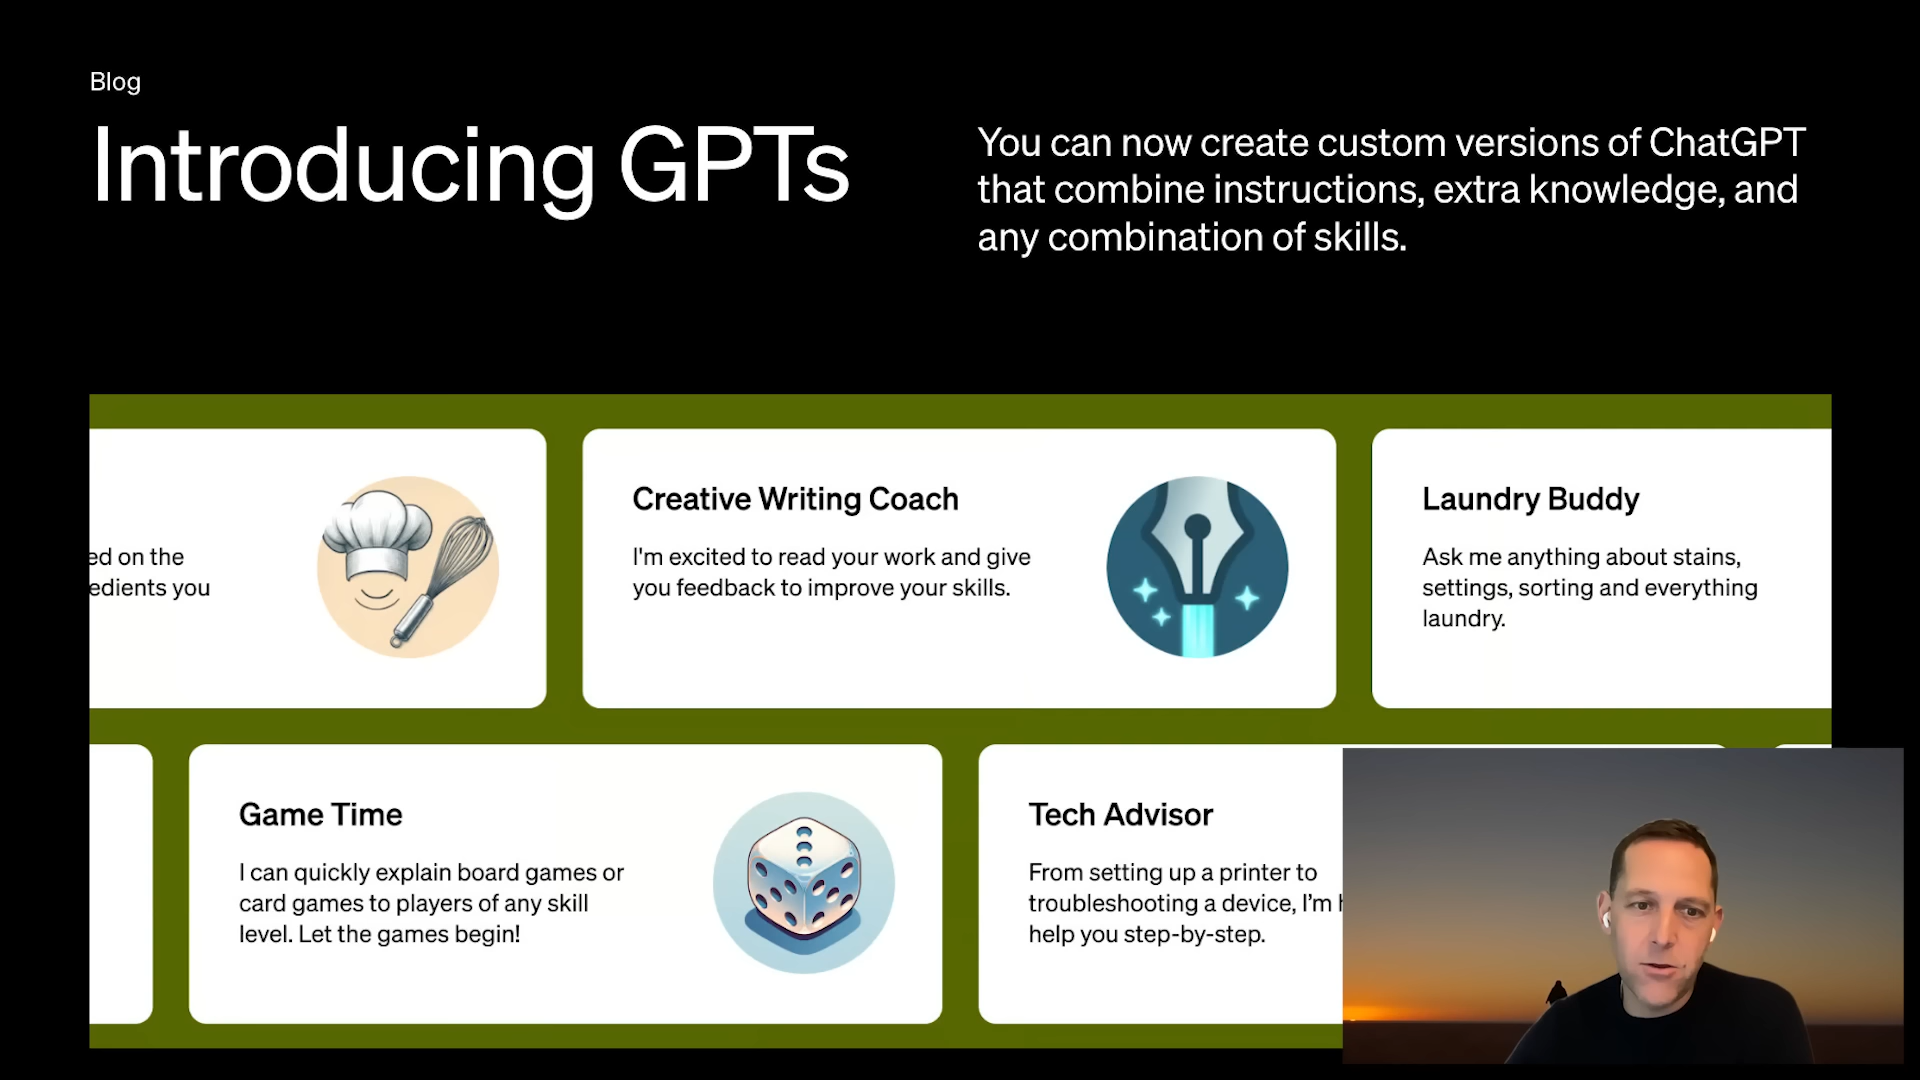 Blog
Introducing GPTs
You can now create custom versions of ChatGPT
that combine instructions, extra knowledge, and
any combination of skills.
ed on the
edients you
Creative Writing Coach
I'm excited to read your work and give
you feedback to improve your skills.
Laundry Buddy
Ask me anything about stains,
settings, sorting and everything
laundry.
Game Time
I can quickly explain board games or
card games to players of any skill
level. Let the games begin!
Tech Advisor
From setting up a printer to
troubleshooting a device, I’m
help you step-by-step.